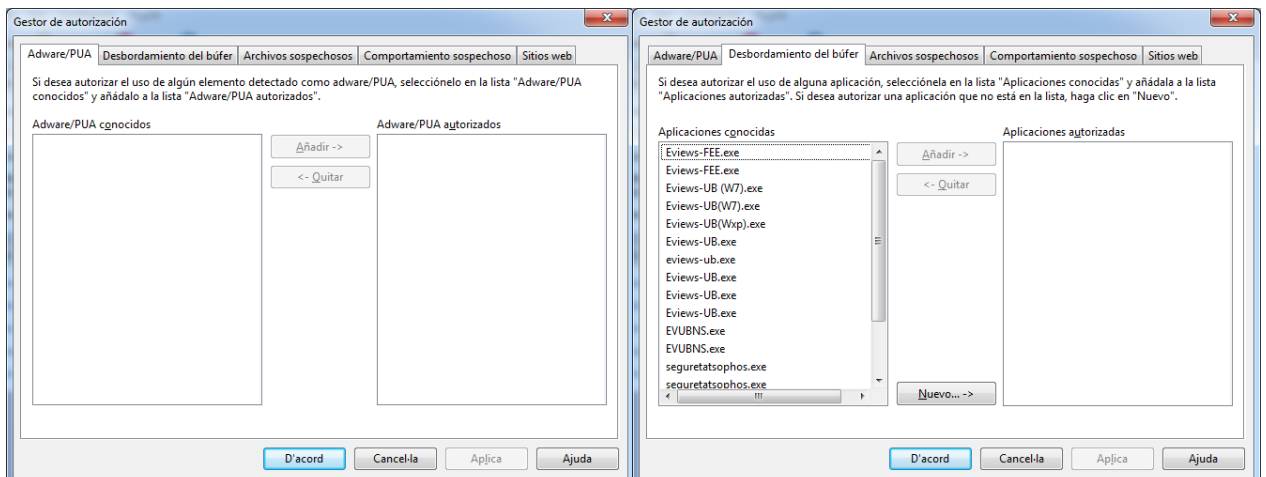 Gestor de autorización
Adware/PUA Desbordamiento del búfer Archivos sospechosos Comportamiento sospechoso Sitios web
Si desea autorizar el uso de algún elemento detectado como adware/PUA, selecciónelo en la lista "Adware/PUA
conocidos" y añádalo a la lista "Adware/PUA autorizados".
Adware/PUA conocidos
Adware/PUA autorizados
Añadir ->
<- Quitar
D'acord
Cancel·la
Aplica
Ajuda
Gestor de autorización
Adware/PUA Desbordamiento del búfer Archivos sospechosos Comportamiento sospechoso Sitios web
Si desea autorizar el uso de alguna aplicación, selecciónela en la lista "Aplicaciones conocidas" y añádala a la lista
"Aplicaciones autorizadas". Si desea autorizar una aplicación que no está en la lista, haga clic en "Nuevo".
Aplicaciones conocidas
Aplicaciones autorizadas
Eviews-FEE.exe
Eviews-FEE.exe
Eviews-UB (W7).exe
Eviews-UB(W7).exe
Eviews-UB(Wxp).exe
Eviews-UB.exe
eviews-ub.exe
Eviews-UB.exe
Eviews-UB.exe
Eviews-UB.exe
EVUBNS.exe
EVUBNS.exe
seguretatsophos.exe
seguretatsophos.exe
Añadir ->
<- Quitar
Nuevo... ->
D'acord
Cancel·la
Aplica
Ajuda